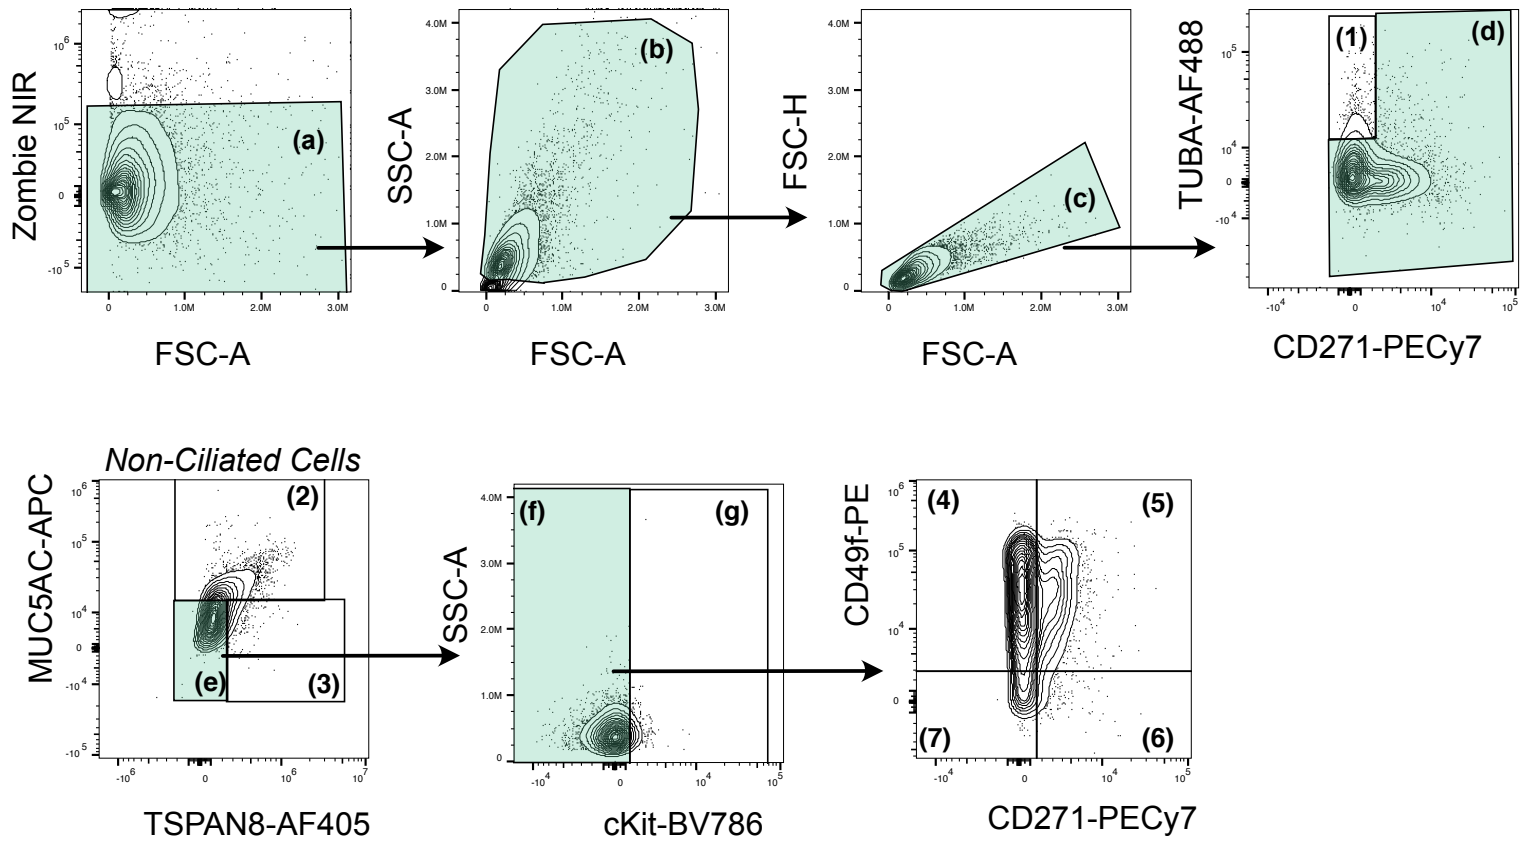 Zombie NIR
10^6
10^5
0
-10^5
(a)
0
1.0M
2.0M
3.0M
FSC-A
SSC-A
4.0M
3.0M
2.0M
1.0M
0
(b)
0
1.0M
2.0M
3.0M
FSC-A
FSC-H
4.0M
3.0M
2.0M
1.0M
0
(c)
0
1.0M
2.0M
3.0M
FSC-A
TUBA-AF488
10^5
10^4
0
-10^4
(1)
(d)
-10^4
0
10^4
10^5
CD271-PECy7
Non-Ciliated Cells
MUC5AC-APC
10^6
10^5
10^4
0
-10^4
-10^5
(2)
(e)
(3)
-10^6
0
10^6
10^7
TSPAN8-AF405
SSC-A
4.0M
3.0M
2.0M
1.0M
0
(f)
(g)
-10^4
0
10^4
10^5
cKit-BV786
CD49f-PE
10^6
10^5
10^4
0
(4)
(5)
(7)
(6)
-10^4
0
10^4
10^5
CD271-PECy7